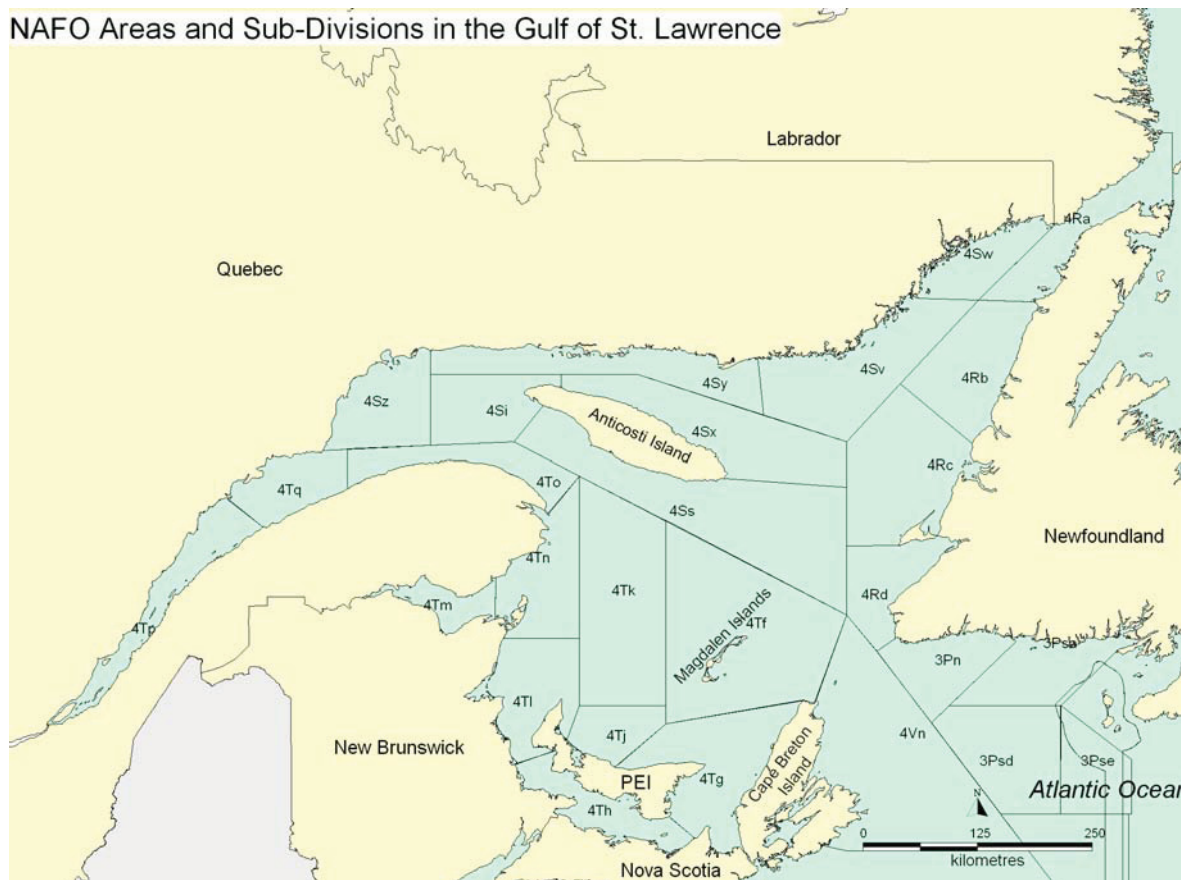 NAFO Areas and Sub-Divisions in the Gulf of St. Lawrence
Labrador
4Ra
4Sw
Quebec
4Sv
4Rb
4Sy
4Sz
4Si
Anticosti Island
4Sx
4Rc
4Tq
4To
4Ss
Newfoundland
4Tn
4Tk
4Tm
4Rd
Magdalen Islands
4Tf
4Tp
3Pn
4Tl
4Tj
4Vn
New Brunswick
Cape Breton
Island
3Psd
3Pse
PEI
4Tg
Atlantic Ocean
4Th
N
0 125 250
kilometres
Nova Scotia